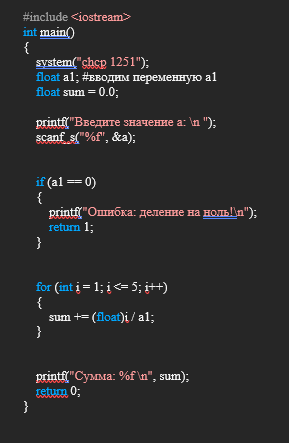 #include <iostream>
int main()
{
system("chcp 1251");
float a1; #вводим переменную a1
float sum = 0.0;
printf("Введите значение a: \n ");
scanf_s("%f", &a);
if (a1 == 0)
{
printf("Ошибка: деление на ноль!\n");
return 1;
}
for (int i = 1; i <= 5; i++)
{
sum += (float)i / a1;
}
printf("Сумма: %f \n", sum);
return 0;
}